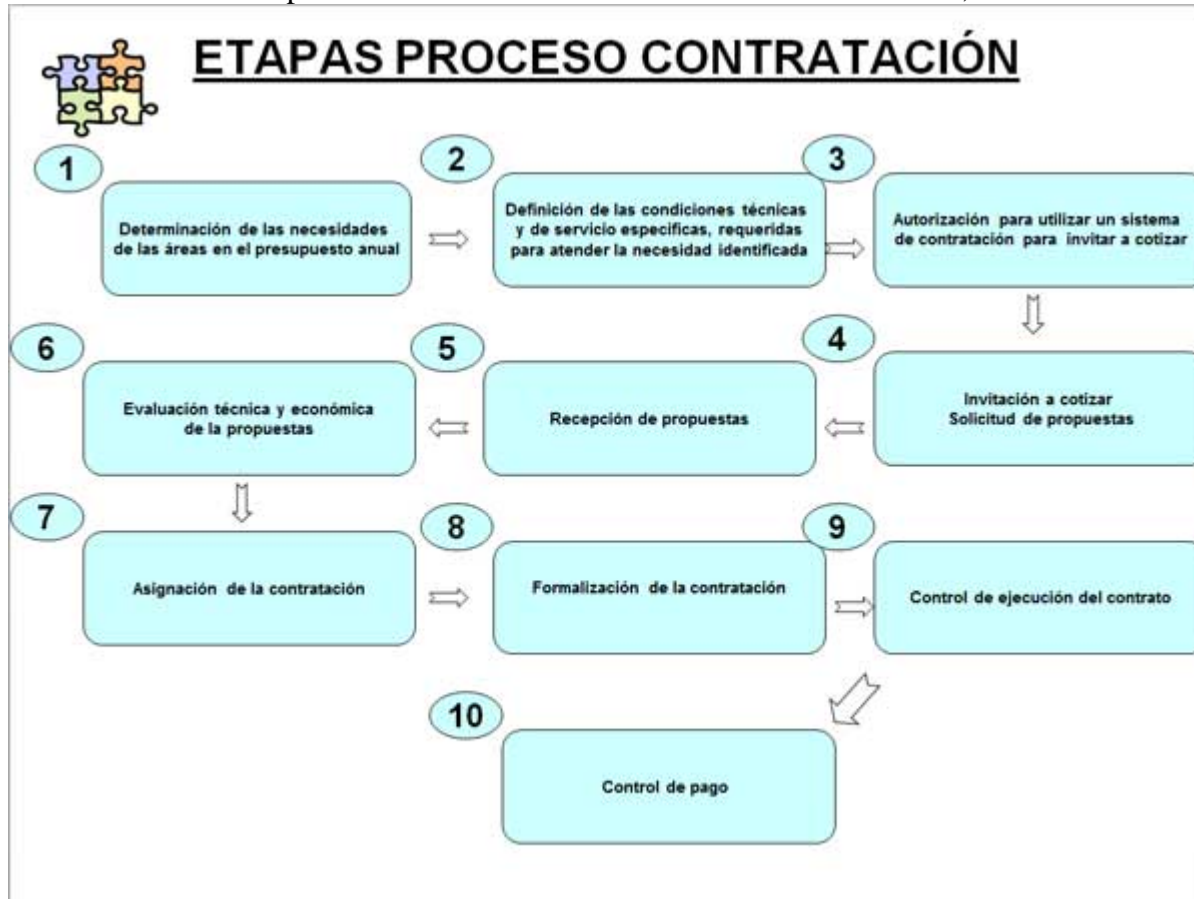 ETAPAS PROCESO CONTRATACIÓN
1
Determinación de las necesidades
de las áreas en el presupuesto anual
2
Definición de las condiciones técnicas
y de servicio especificas, requeridas
para atender la necesidad identificada
3
Autorización para utilizar un sistema
de contratación para invitar a cotizar
4
Invitación a cotizar
Solicitud de propuestas
5
Recepción de propuestas
6
Evaluación técnica y económica
de la propuestas
7
Asignación de la contratación
8
Formalización de la contratación
9
Control de ejecución del contrato
10
Control de pago